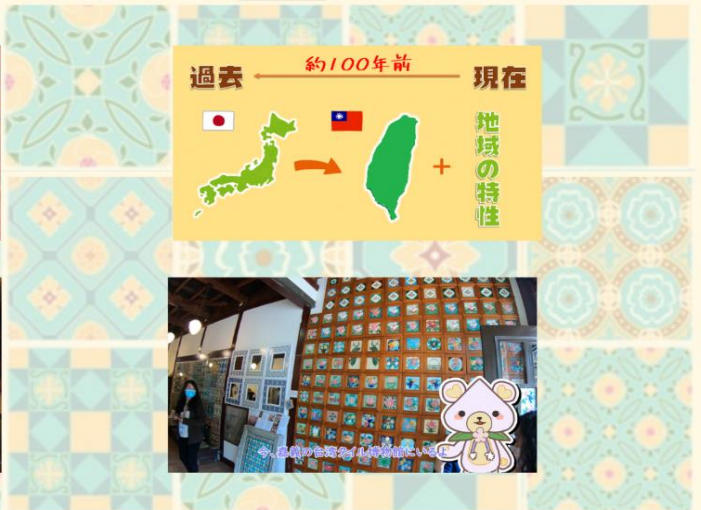 過去
約100年前
現在
地域の特性
今、嘉義の台湾タイル博物館にいるよ